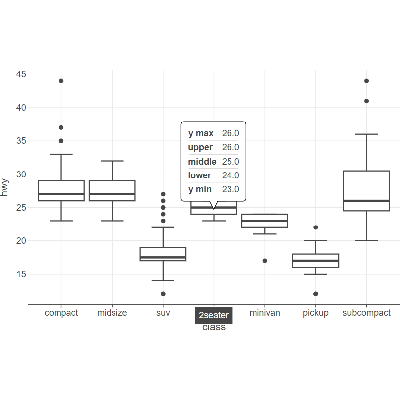 45
40
35
30
25
20
15
hwy
y max 26.0
upper 26.0
middle 25.0
lower 24.0
y min 23.0
compact midsize suv 2seater minivan pickup subcompact
class